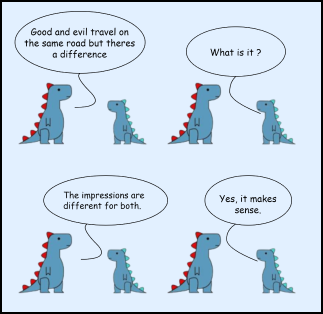 Good and evil travel on
the same road but theres
a difference
What is it ?
The impressions are
different for both.
Yes, it makes
sense.